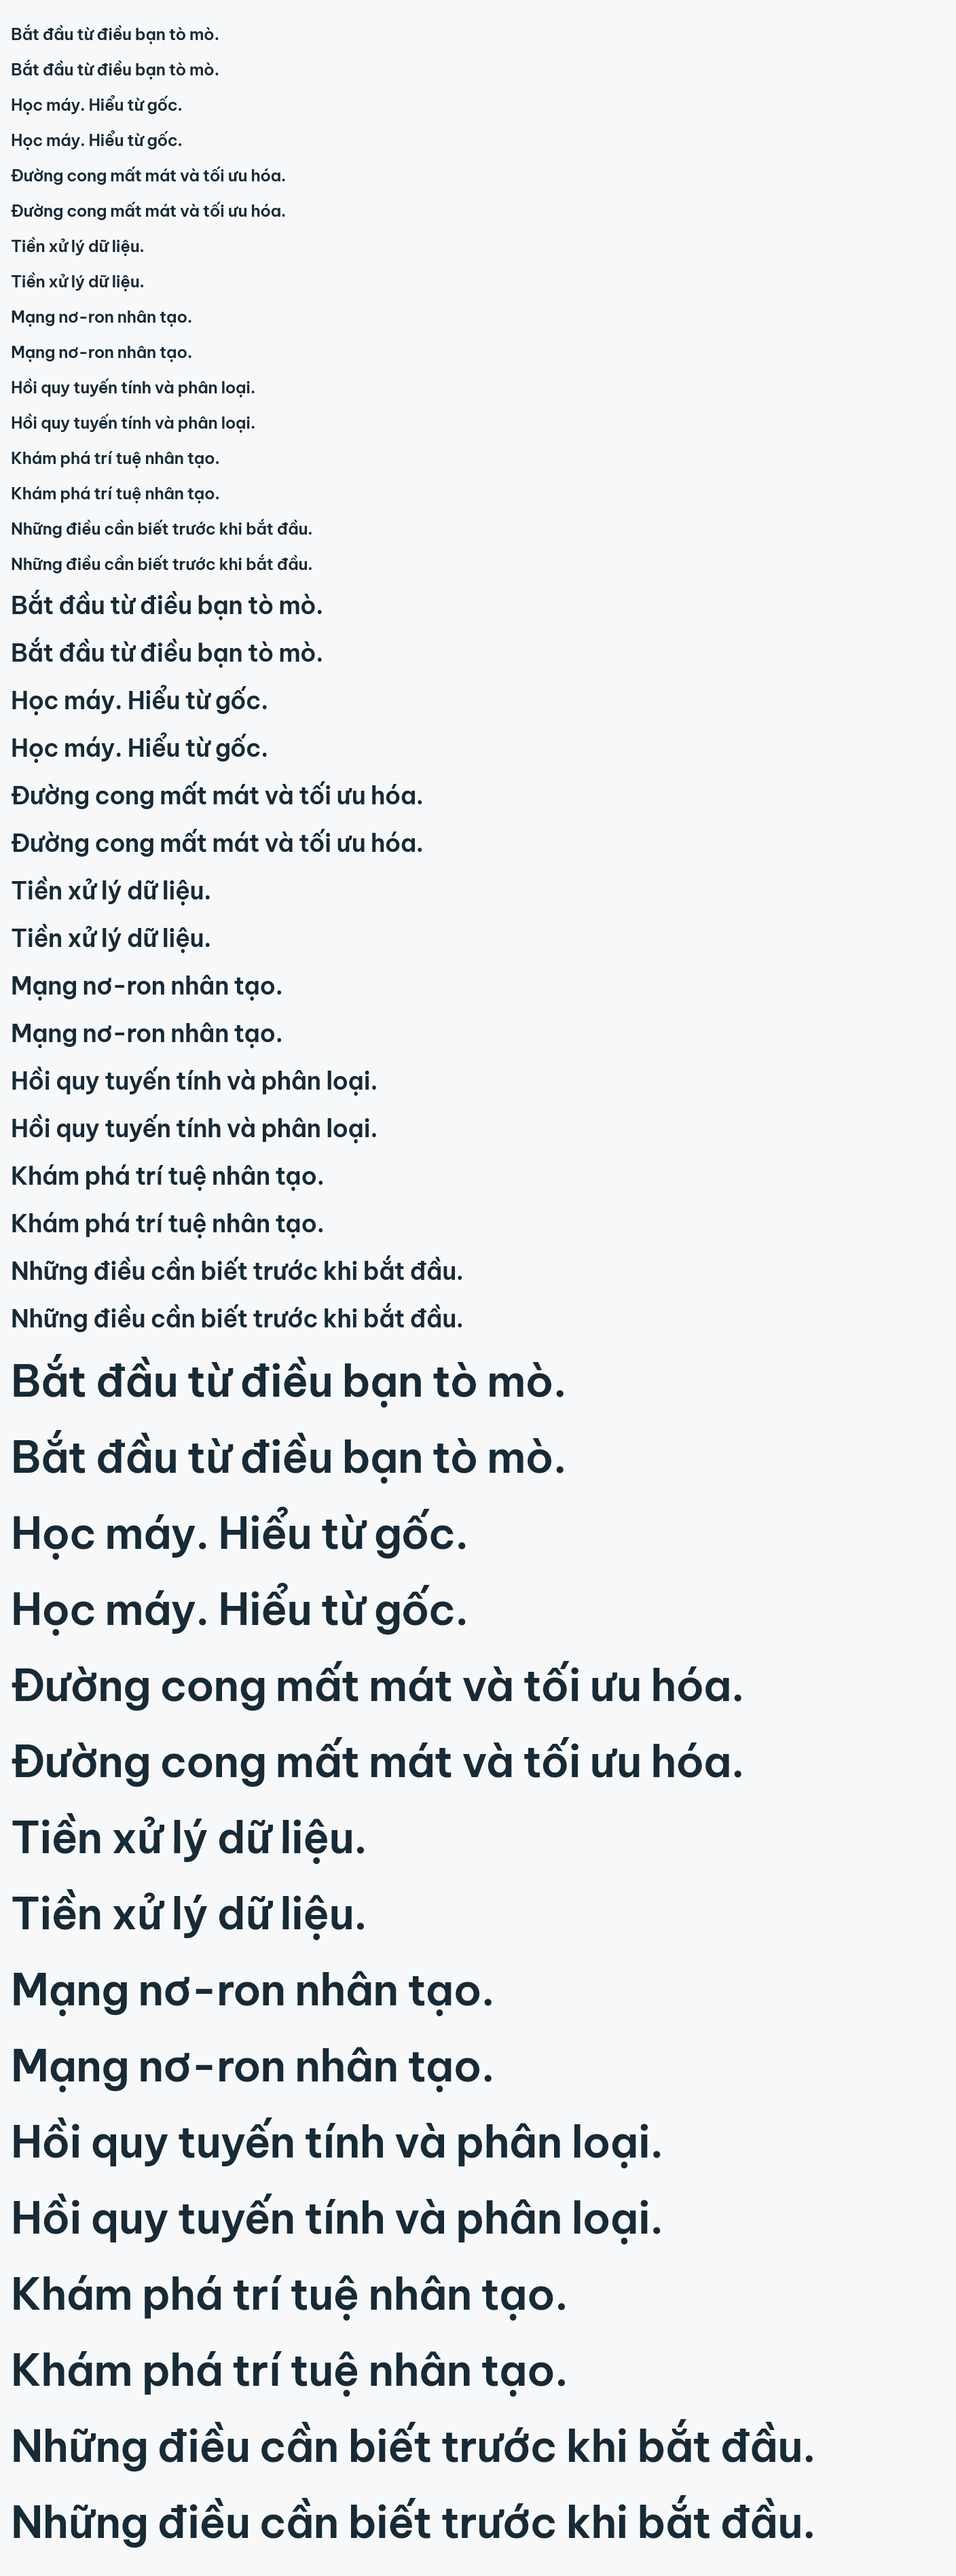 Bắt đầu từ điều bạn tò mò.
Bắt đầu từ điều bạn tò mò.
Học máy. Hiểu từ gốc.
Học máy. Hiểu từ gốc.
Đường cong mất mát và tối ưu hóa.
Đường cong mất mát và tối ưu hóa.
Tiền xử lý dữ liệu.
Tiền xử lý dữ liệu.
Mạng nơ-ron nhân tạo.
Mạng nơ-ron nhân tạo.
Hồi quy tuyến tính và phân loại.
Hồi quy tuyến tính và phân loại.
Khám phá trí tuệ nhân tạo.
Khám phá trí tuệ nhân tạo.
Những điều cần biết trước khi bắt đầu.
Những điều cần biết trước khi bắt đầu.
Bắt đầu từ điều bạn tò mò.
Bắt đầu từ điều bạn tò mò.
Học máy. Hiểu từ gốc.
Học máy. Hiểu từ gốc.
Đường cong mất mát và tối ưu hóa.
Đường cong mất mát và tối ưu hóa.
Tiền xử lý dữ liệu.
Tiền xử lý dữ liệu.
Mạng nơ-ron nhân tạo.
Mạng nơ-ron nhân tạo.
Hồi quy tuyến tính và phân loại.
Hồi quy tuyến tính và phân loại.
Khám phá trí tuệ nhân tạo.
Khám phá trí tuệ nhân tạo.
Những điều cần biết trước khi bắt đầu.
Những điều cần biết trước khi bắt đầu.
Bắt đầu từ điều bạn tò mò.
Bắt đầu từ điều bạn tò mò.
Học máy. Hiểu từ gốc.
Học máy. Hiểu từ gốc.
Đường cong mất mát và tối ưu hóa.
Đường cong mất mát và tối ưu hóa.
Tiền xử lý dữ liệu.
Tiền xử lý dữ liệu.
Mạng nơ-ron nhân tạo.
Mạng nơ-ron nhân tạo.
Hồi quy tuyến tính và phân loại.
Hồi quy tuyến tính và phân loại.
Khám phá trí tuệ nhân tạo.
Khám phá trí tuệ nhân tạo.
Những điều cần biết trước khi bắt đầu.
Những điều cần biết trước khi bắt đầu.